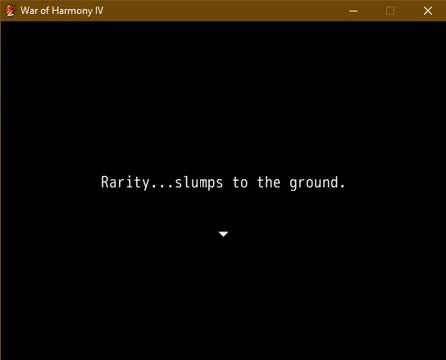 War of Harmony IV
Rarity...slumps to the ground.